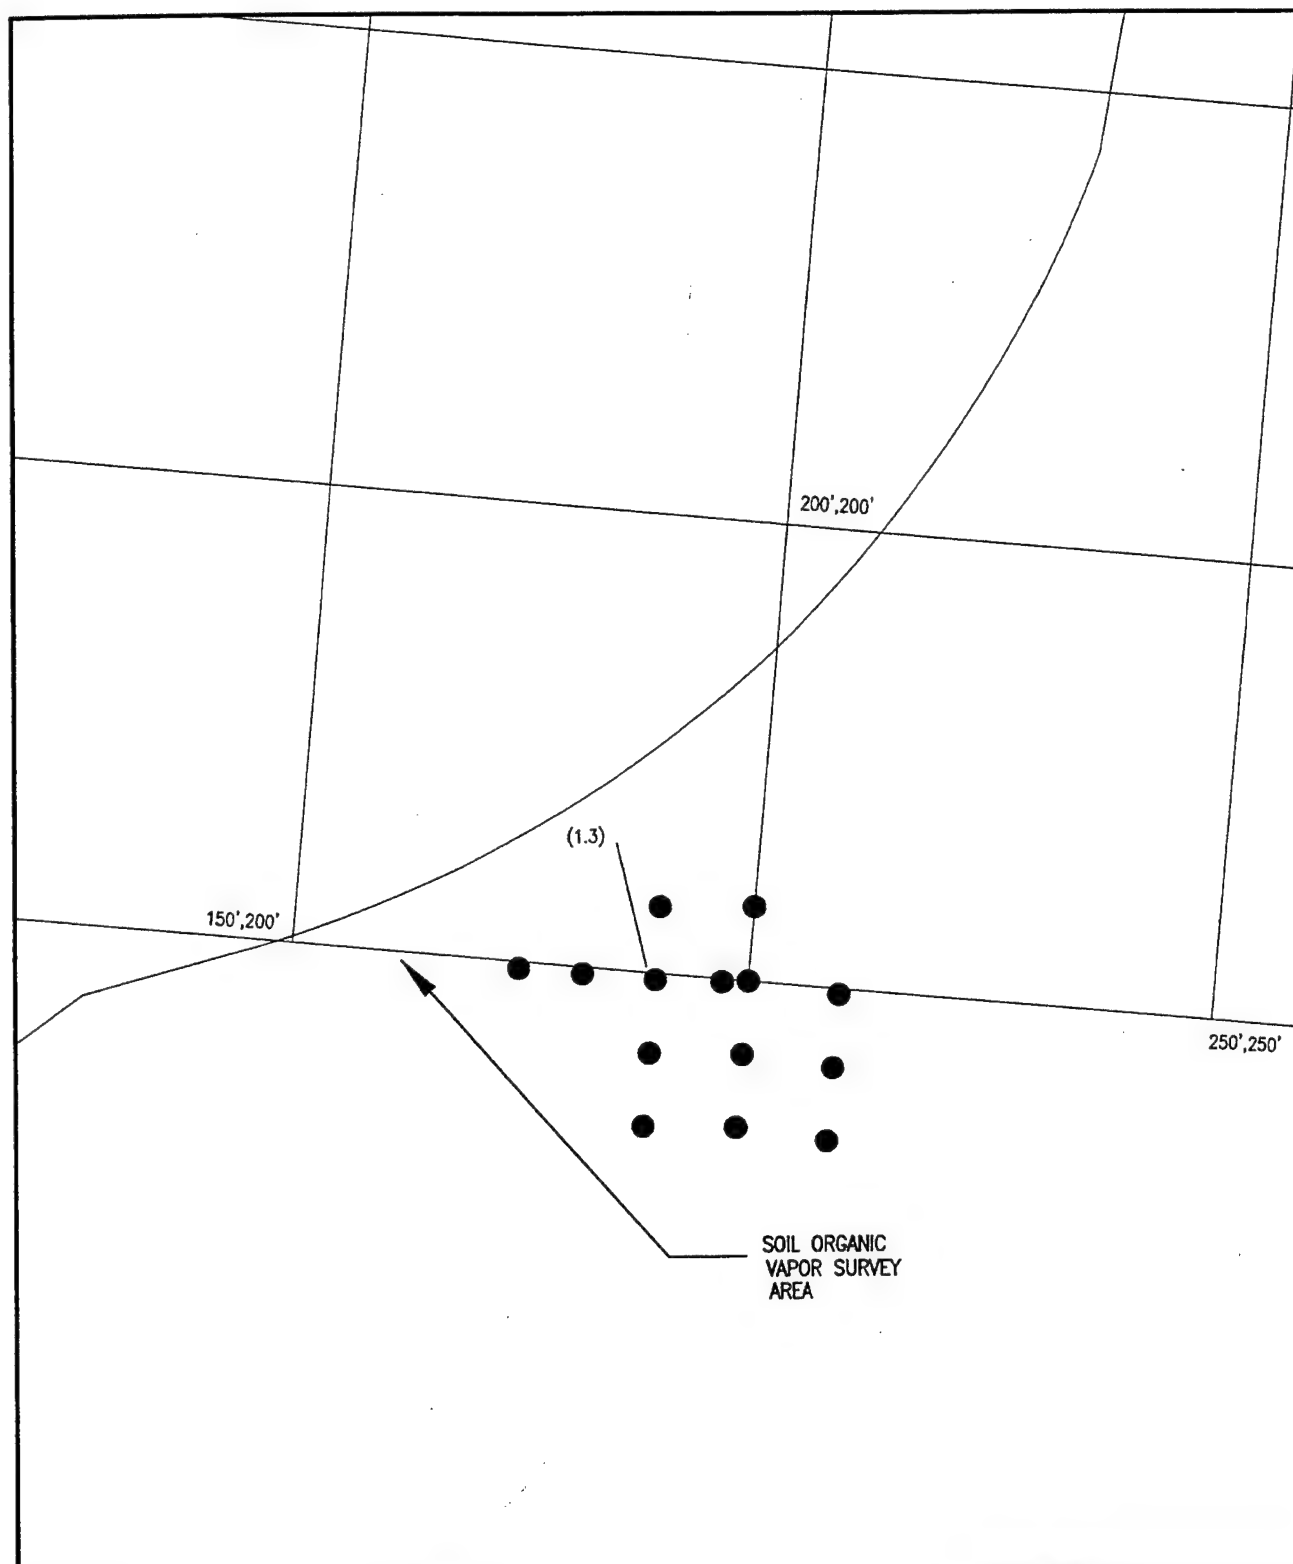 200',200'
(1.3)
150',200'
250',250'
SOIL ORGANIC
VAPOR SURVEY
AREA